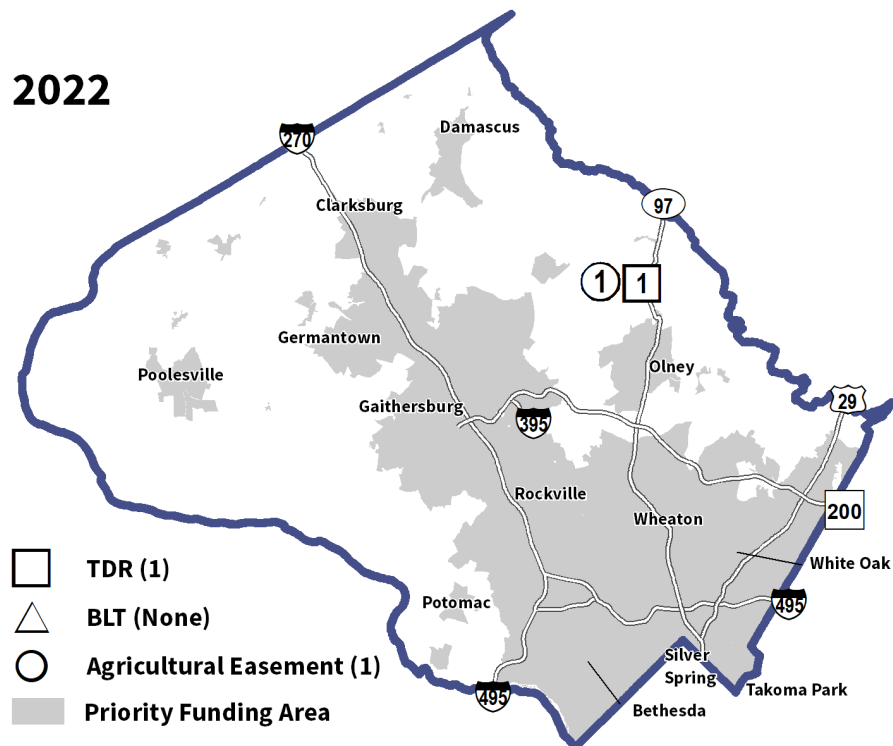 2022
Damascus
270
Clarksburg
97
1
1
Germantown
Olney
Poolesville
29
Gaithersburg
395
Rockville
200
Wheaton
White Oak
TDR (1)
BLT (None)
Potomac
495
Agricultural Easement (1)
Silver
Spring
495
Takoma Park
Priority Funding Area
Bethesda